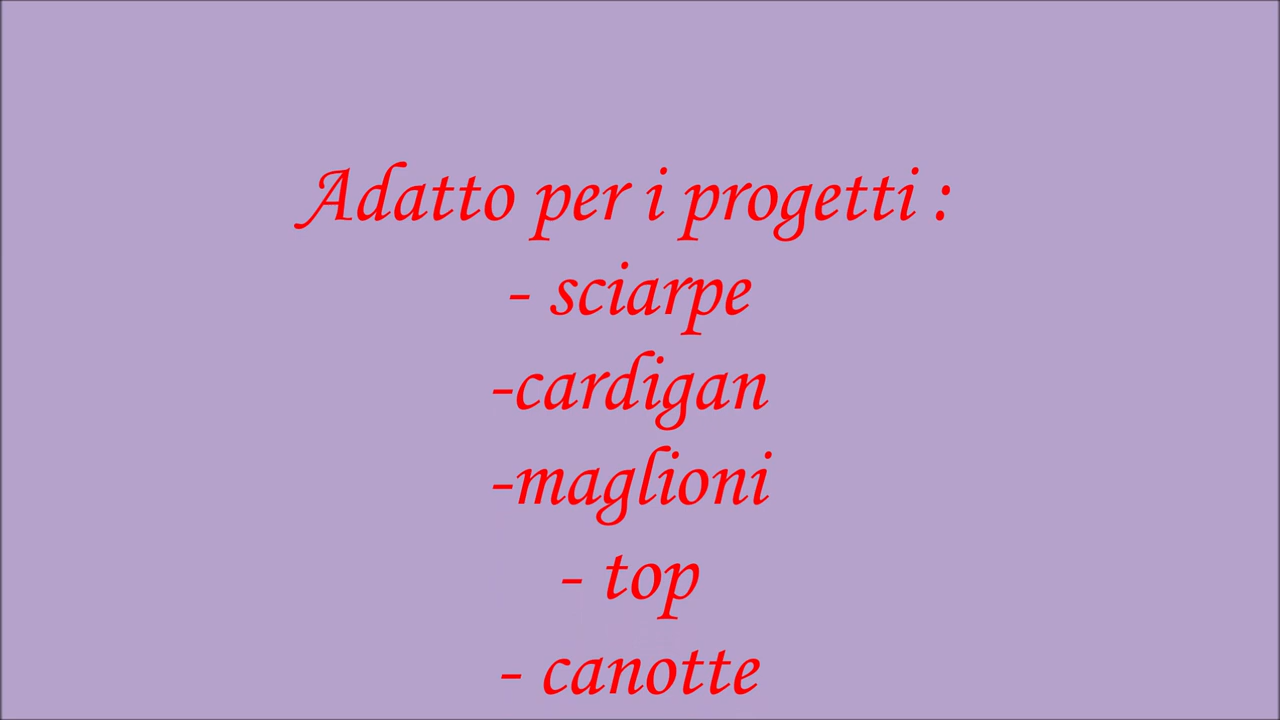 Adatto per i progetti :
- sciarpe
-cardigan
-maglioni
- top
- canotte